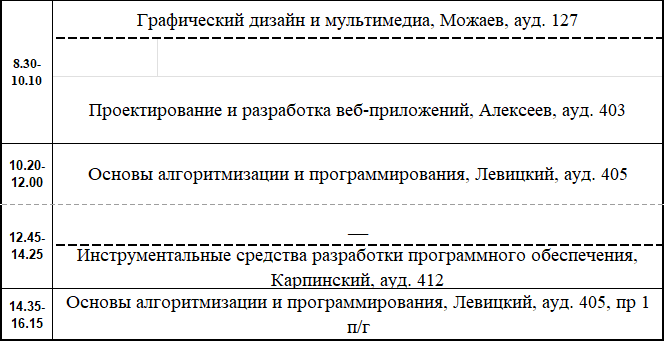 Графический дизайн и мультимедиа, Можаев, ауд. 127
8.30-
10.10
Проектирование и разработка веб-приложений, Алексеев, ауд. 403
10.20-
12.00
Основы алгоритмизации и программирования, Левицкий, ауд. 405
12.45-
14.25
—
Инструментальные средства разработки программного обеспечения,
Карпинский, ауд. 412
14.35-
16.15
Основы алгоритмизации и программирования, Левицкий, ауд. 405, пр 1
п/г